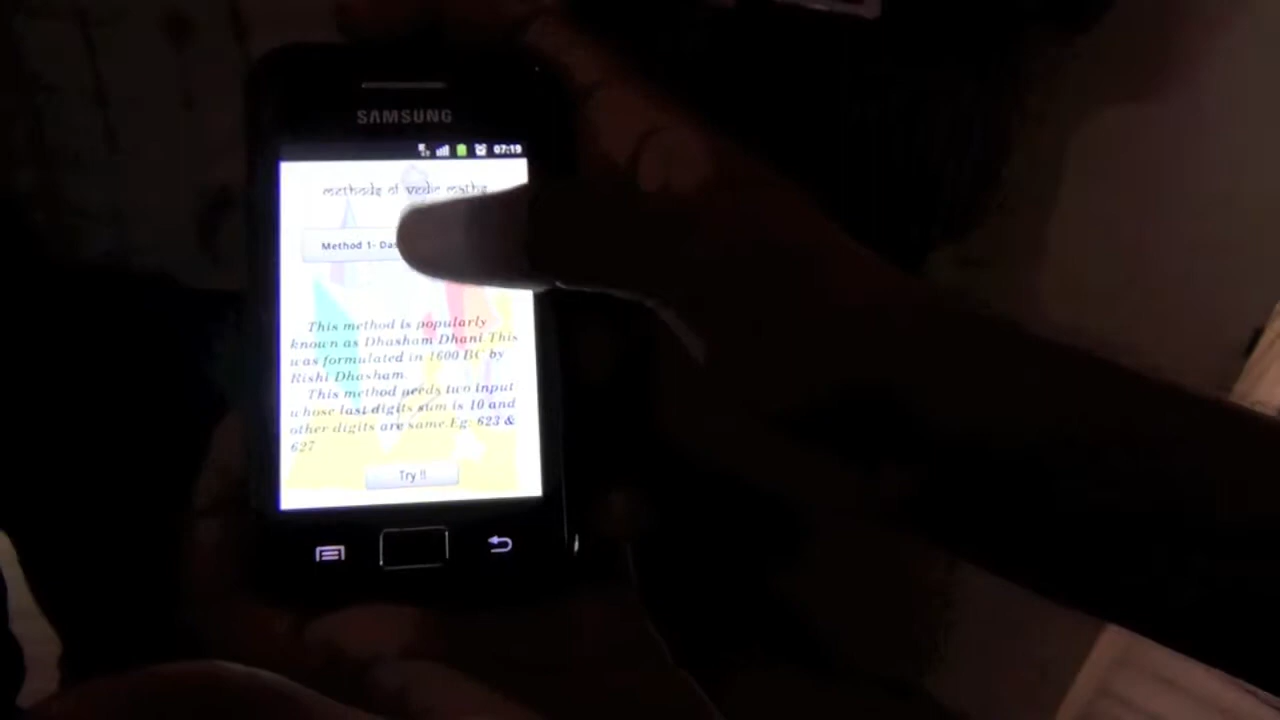 SAMSUNG
07:19
methods of vedic maths
Method 1- Das
This method is popularly
known as Dhasham Dhani.This
was formulated in 1600 BC by
Rishi Dhasham.
This method needs two input
whose last digits sum is 10 and
other digits are same.Eg: 623 &
627
Try !!